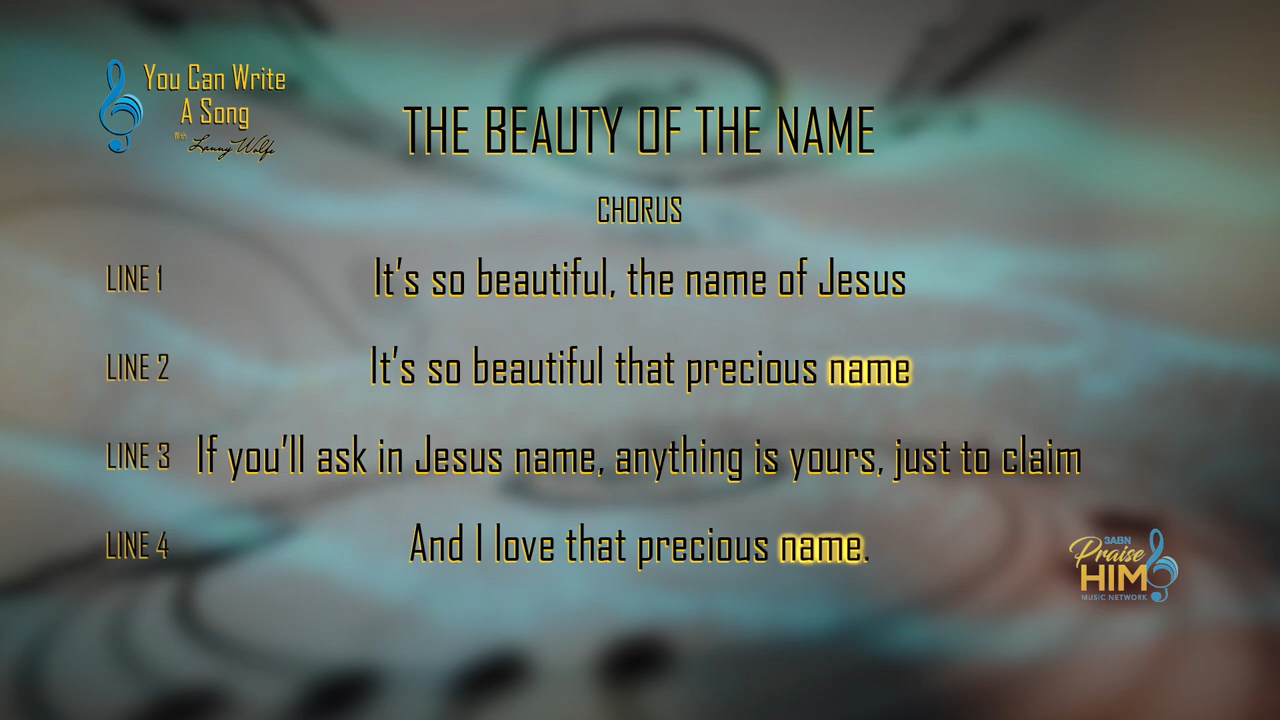 You Can Write
A Song
With Lanny Wolfe
THE BEAUTY OF THE NAME
CHORUS
LINE 1 It's so beautiful, the name of Jesus
LINE 2 It's so beautiful that precious name
LINE 3 If you'll ask in Jesus name, anything is yours, just to claim
LINE 4 And I love that precious name.
3ABN
Praise
HIM
MUSIC NETWORK